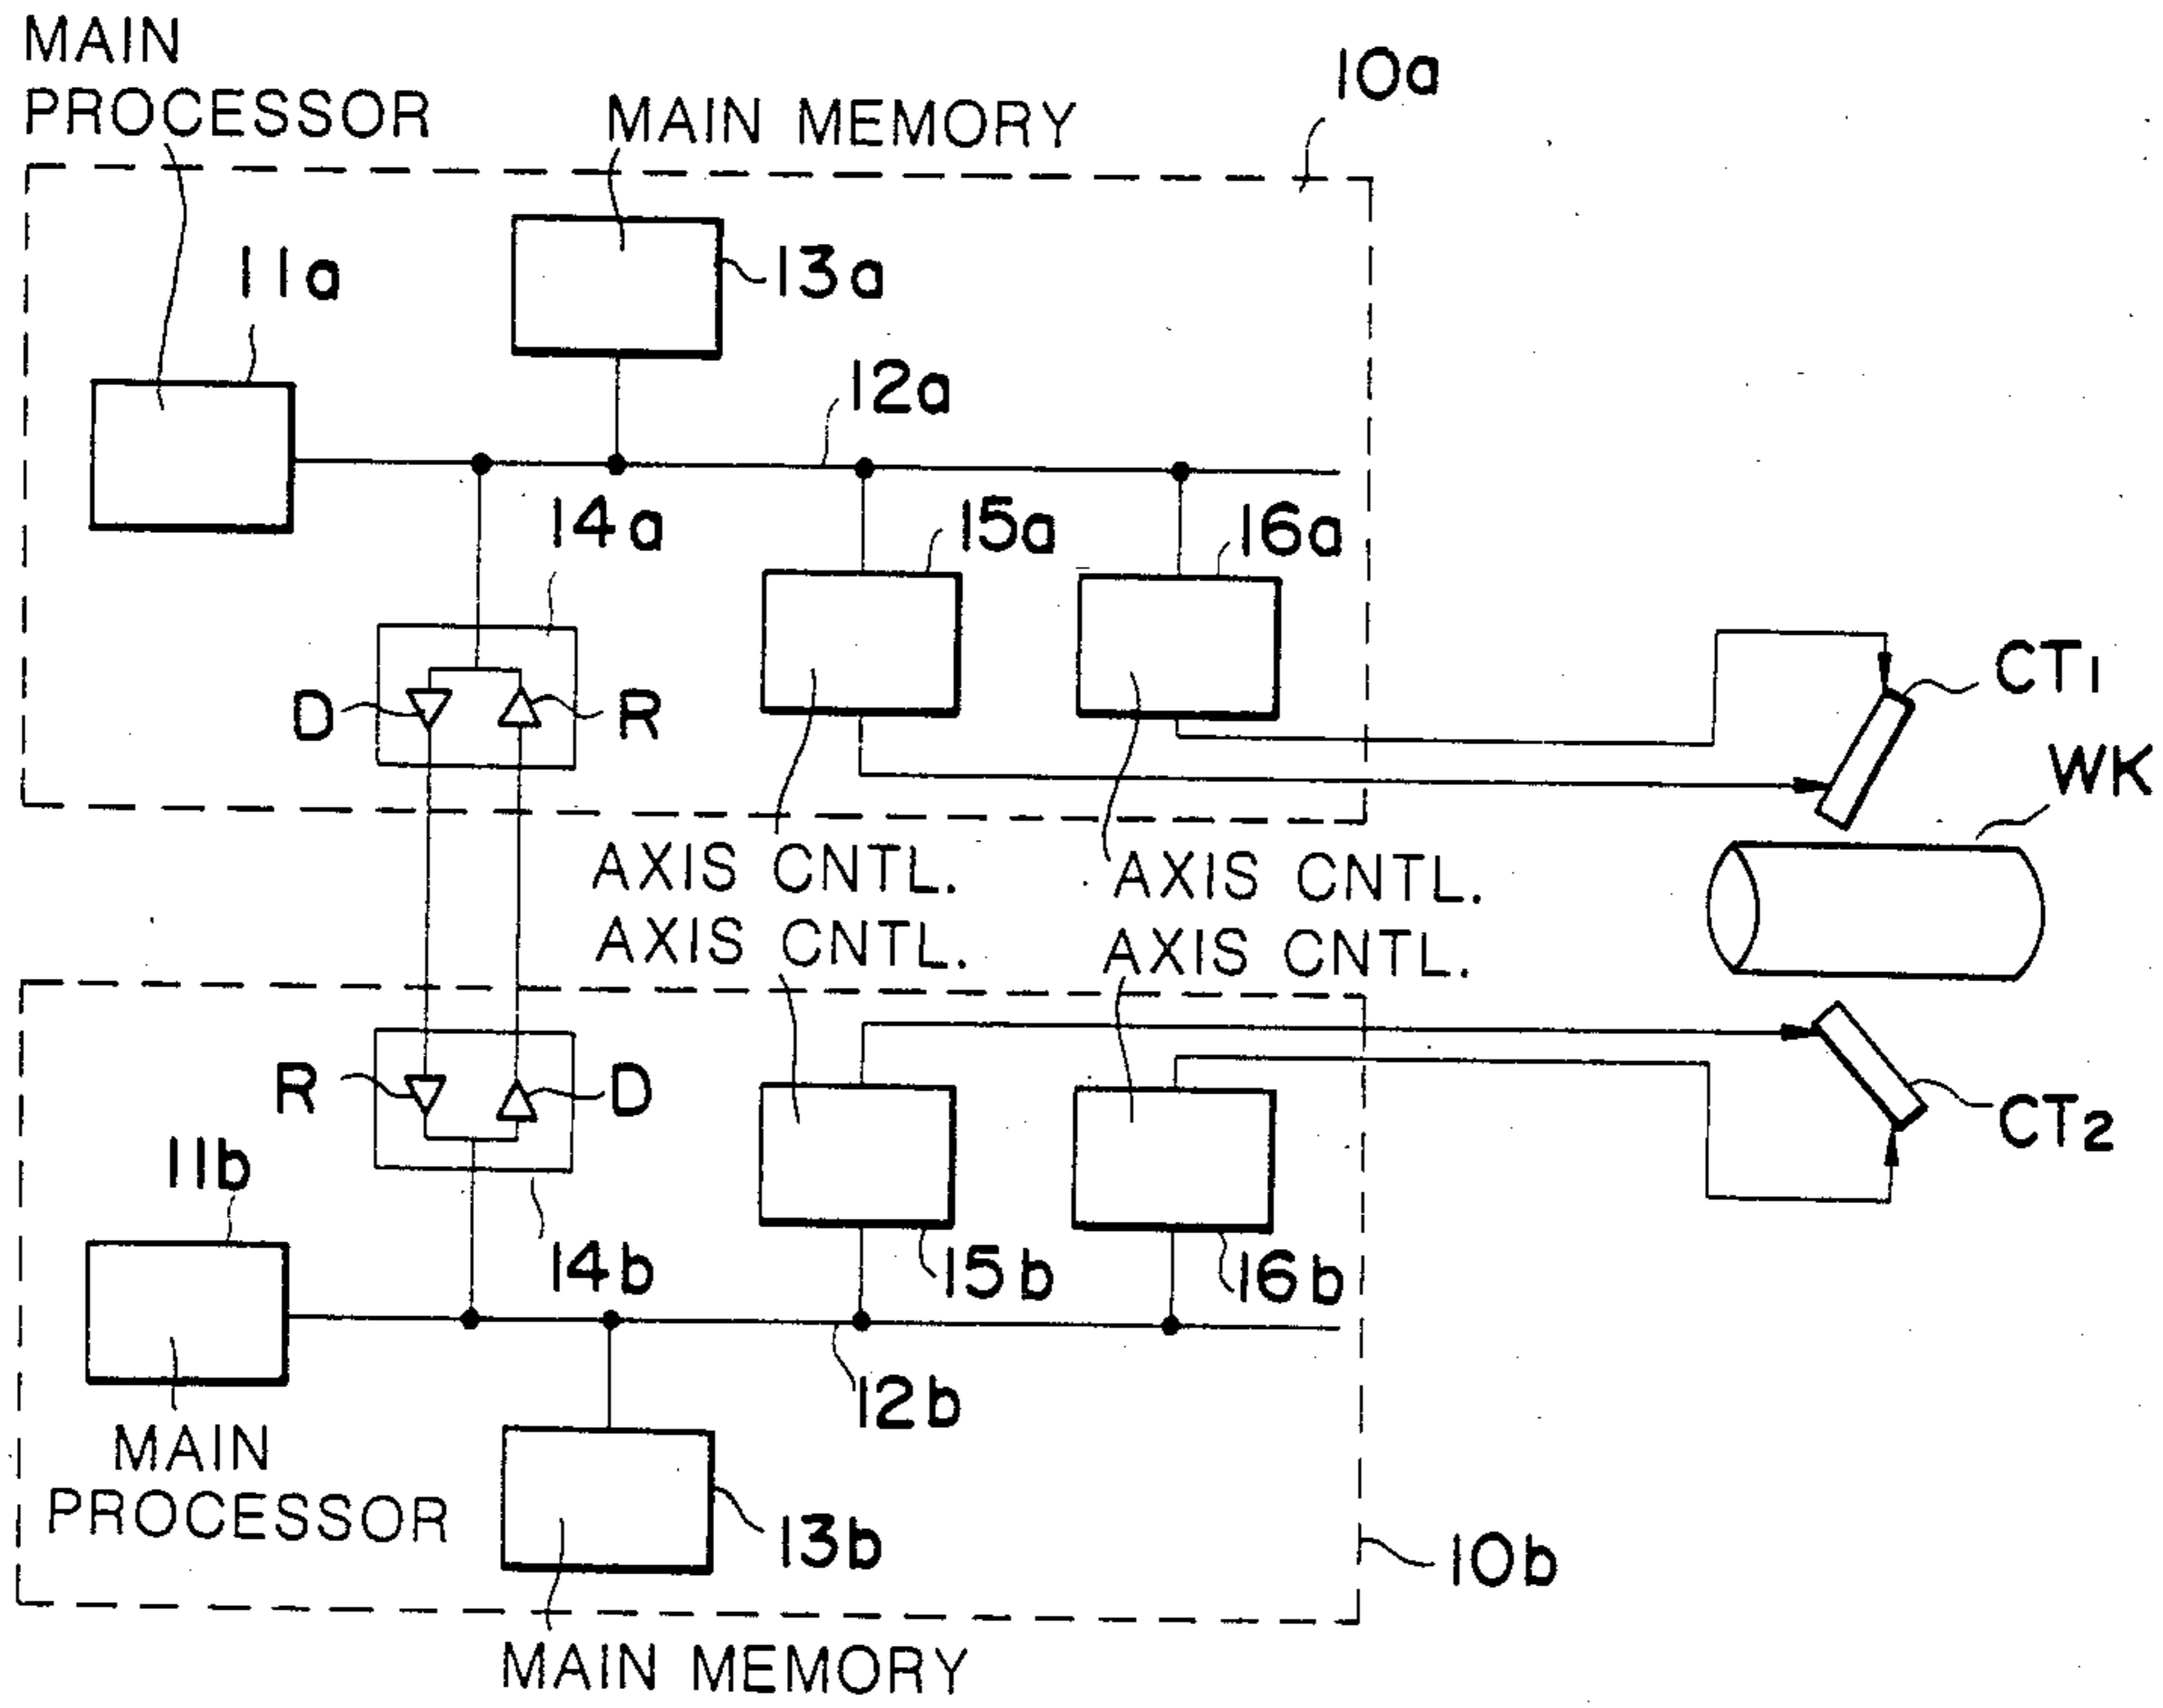 MAIN
PROCESSOR
MAIN MEMORY
10a
11a
13a
12a
14a
15a
16a
D
R
CT1
WK
AXIS CNTL.
AXIS CNTL.
AXIS CNTL.
AXIS CNTL.
R
D
CT2
11b
14b
15b
16b
12b
MAIN
PROCESSOR
13b
10b
MAIN MEMORY